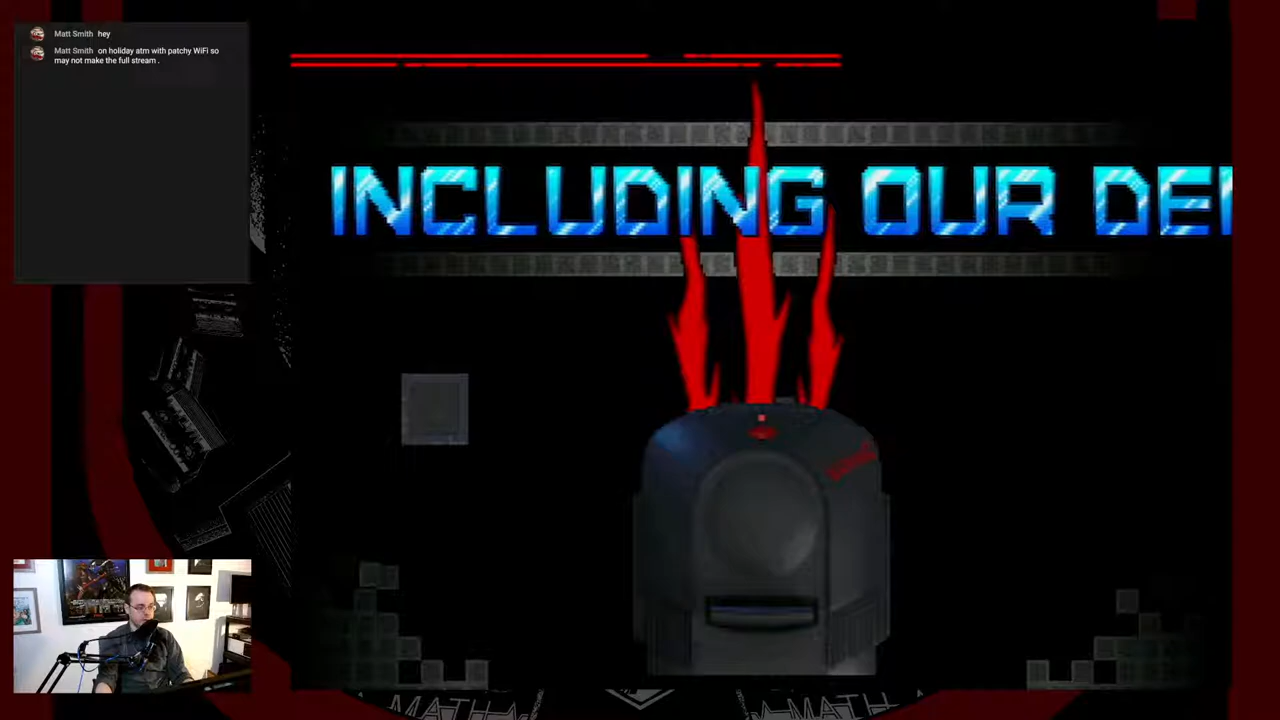 Matt Smith hey
Matt Smith on holiday atm with patchy WiFi so
may not make the full stream .
INCLUDING OUR DE